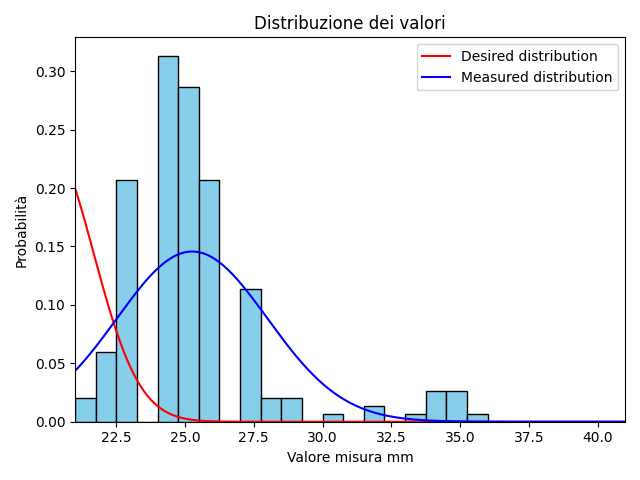 Distribuzione dei valori
Desired distribution
Measured distribution
Probabilità
0.30
0.25
0.20
0.15
0.10
0.05
0.00
22.5 25.0 27.5 30.0 32.5 35.0 37.5 40.0
Valore misura mm